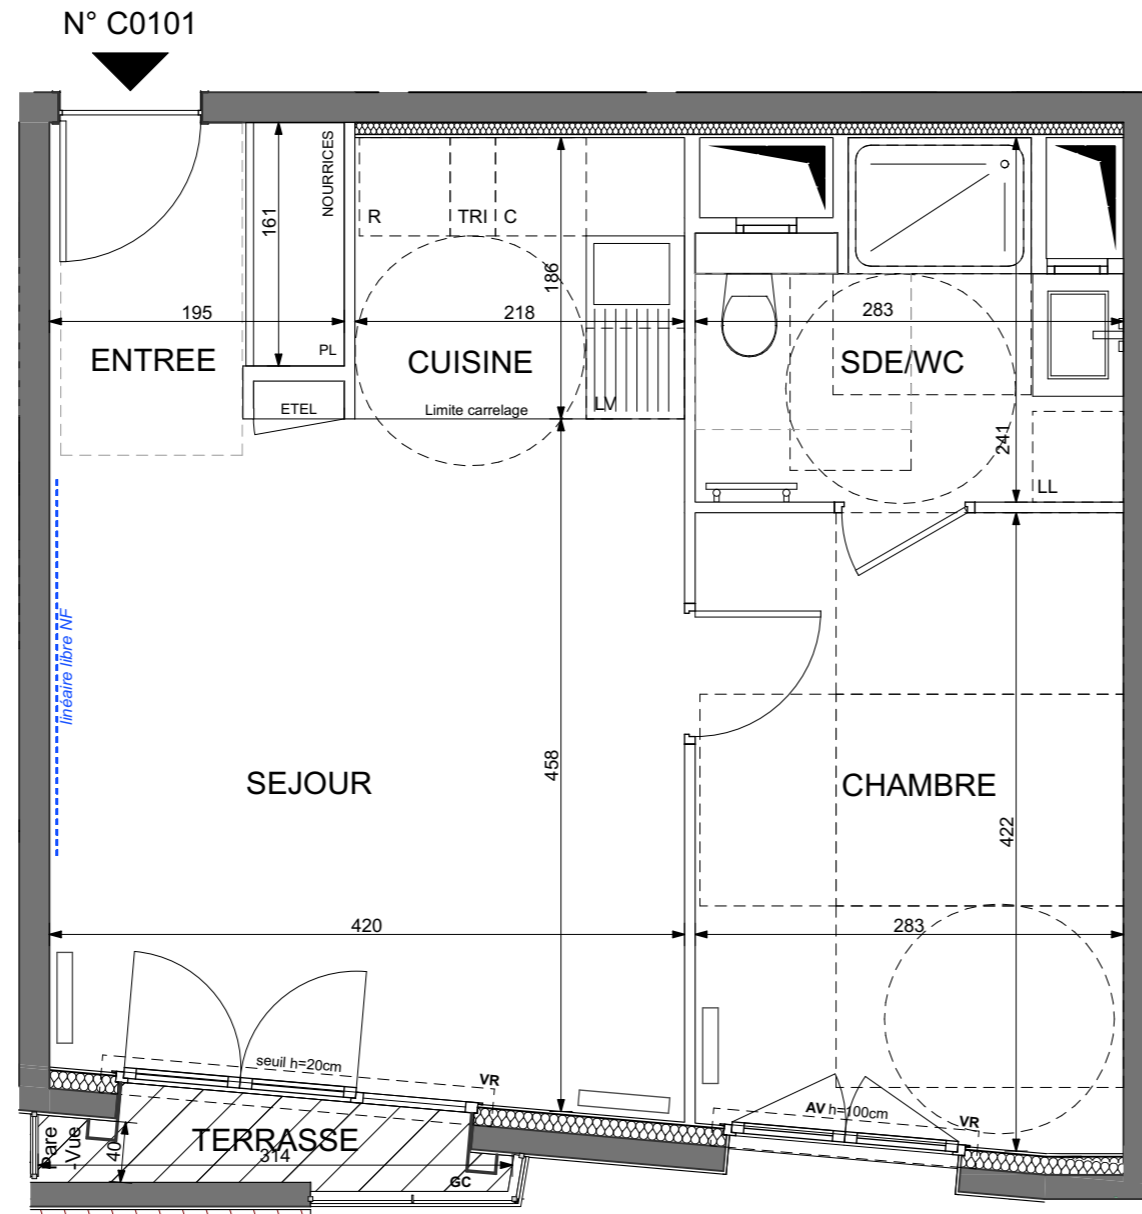 N° C0101
NOURRICES
161
R
TRI
C
186
195
218
283
PL
ENTREE
CUISINE
SDE/WC
ETEL
Limite carrelage
LV
241
LL
linéaire libre NF
458
SEJOUR
CHAMBRE
422
420
283
seuil h=20cm
VR
AV h=100cm
VR
Pare
-Vue
40
TERRASSE
314
GC